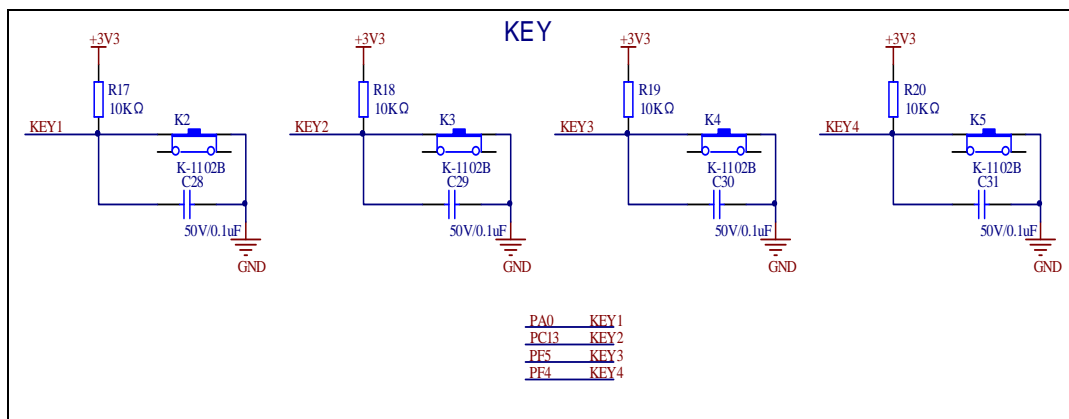 KEY
+3V3
R17
10KΩ
KEY1
K2
K-1102B
C28
50V/0.1uF
GND
+3V3
R18
10KΩ
KEY2
K3
K-1102B
C29
50V/0.1uF
GND
+3V3
R19
10KΩ
KEY3
K4
K-1102B
C30
50V/0.1uF
GND
+3V3
R20
10KΩ
KEY4
K5
K-1102B
C31
50V/0.1uF
GND
PA0 KEY1
PC13 KEY2
PF5 KEY3
PF4 KEY4